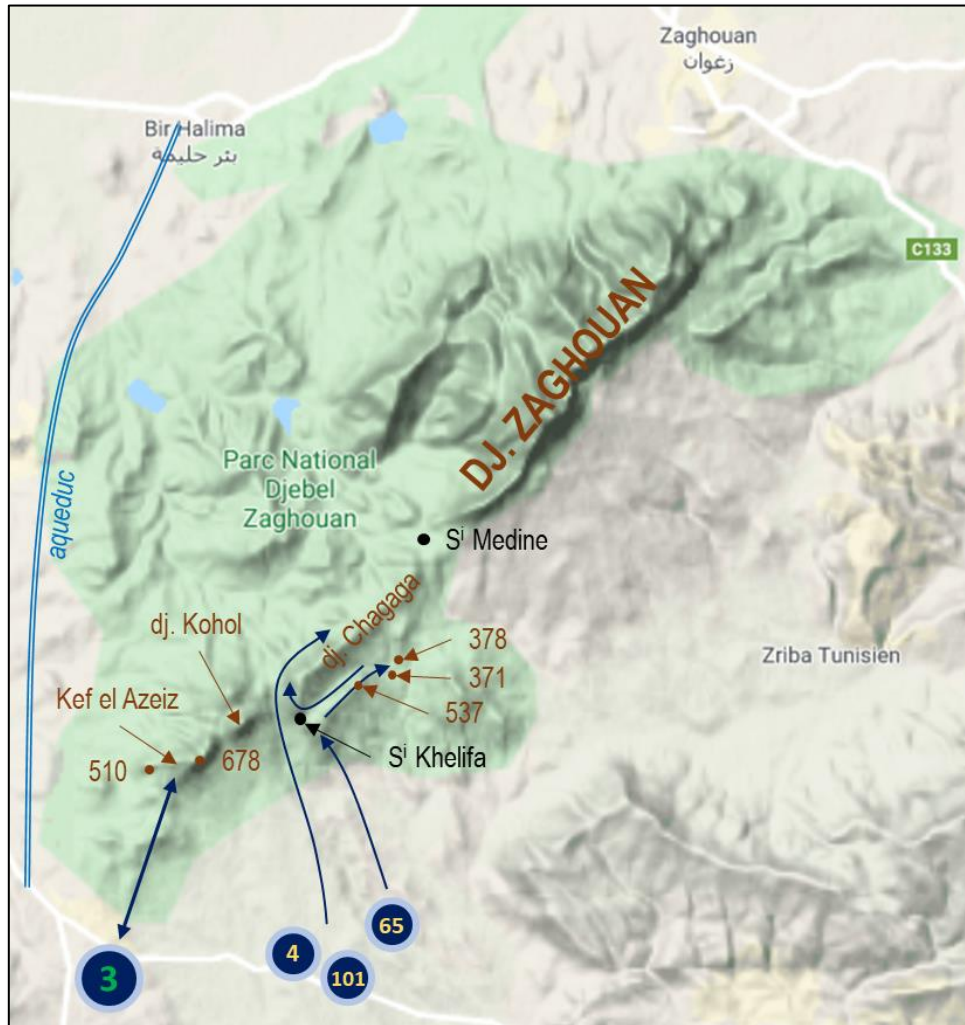 Zaghouan
زغوان
Bir Halima
بئر حليمة
C133
DJ. ZAGHOUAN
aqueduc
Parc National
Djebel
Zaghouan
Sⁱ Medine
dj. Chagaga
dj. Kohol
378
371
Zriba Tunisien
Kef el Azeiz
537
Sⁱ Khelifa
510
678
65
4
101
3